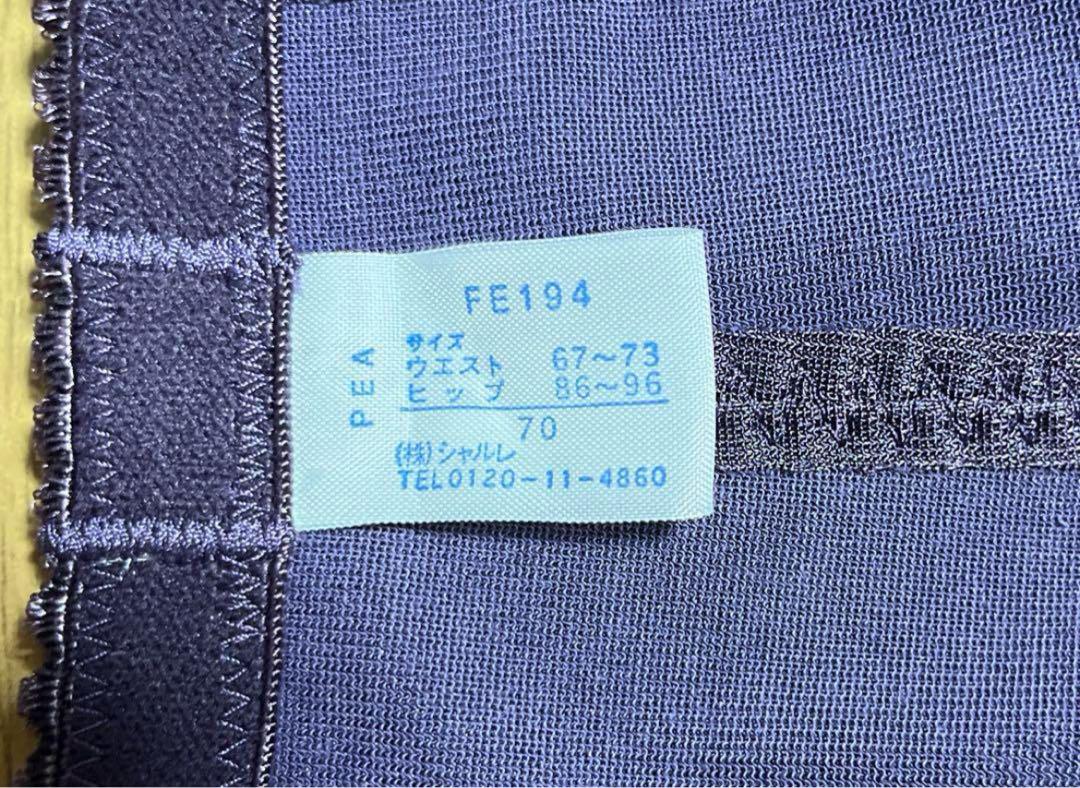 FE194
PEA
サイズ
ウエスト 67〜73
ヒップ 86〜96
70
(株)シャルレ
TEL0120-11-4860